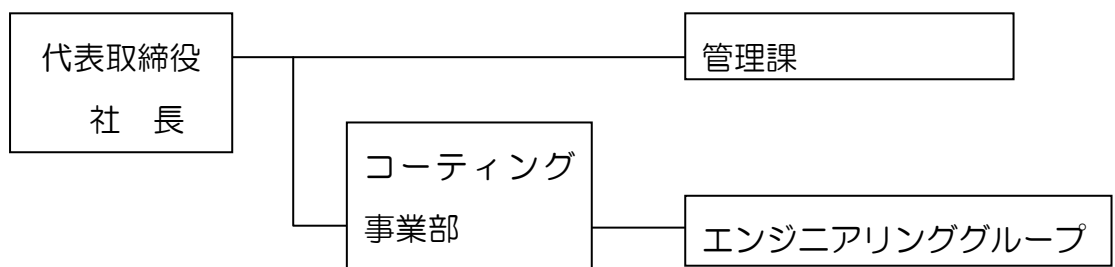 代表取締役
社　長
管理課
コーティング
事業部
エンジニアリンググループ